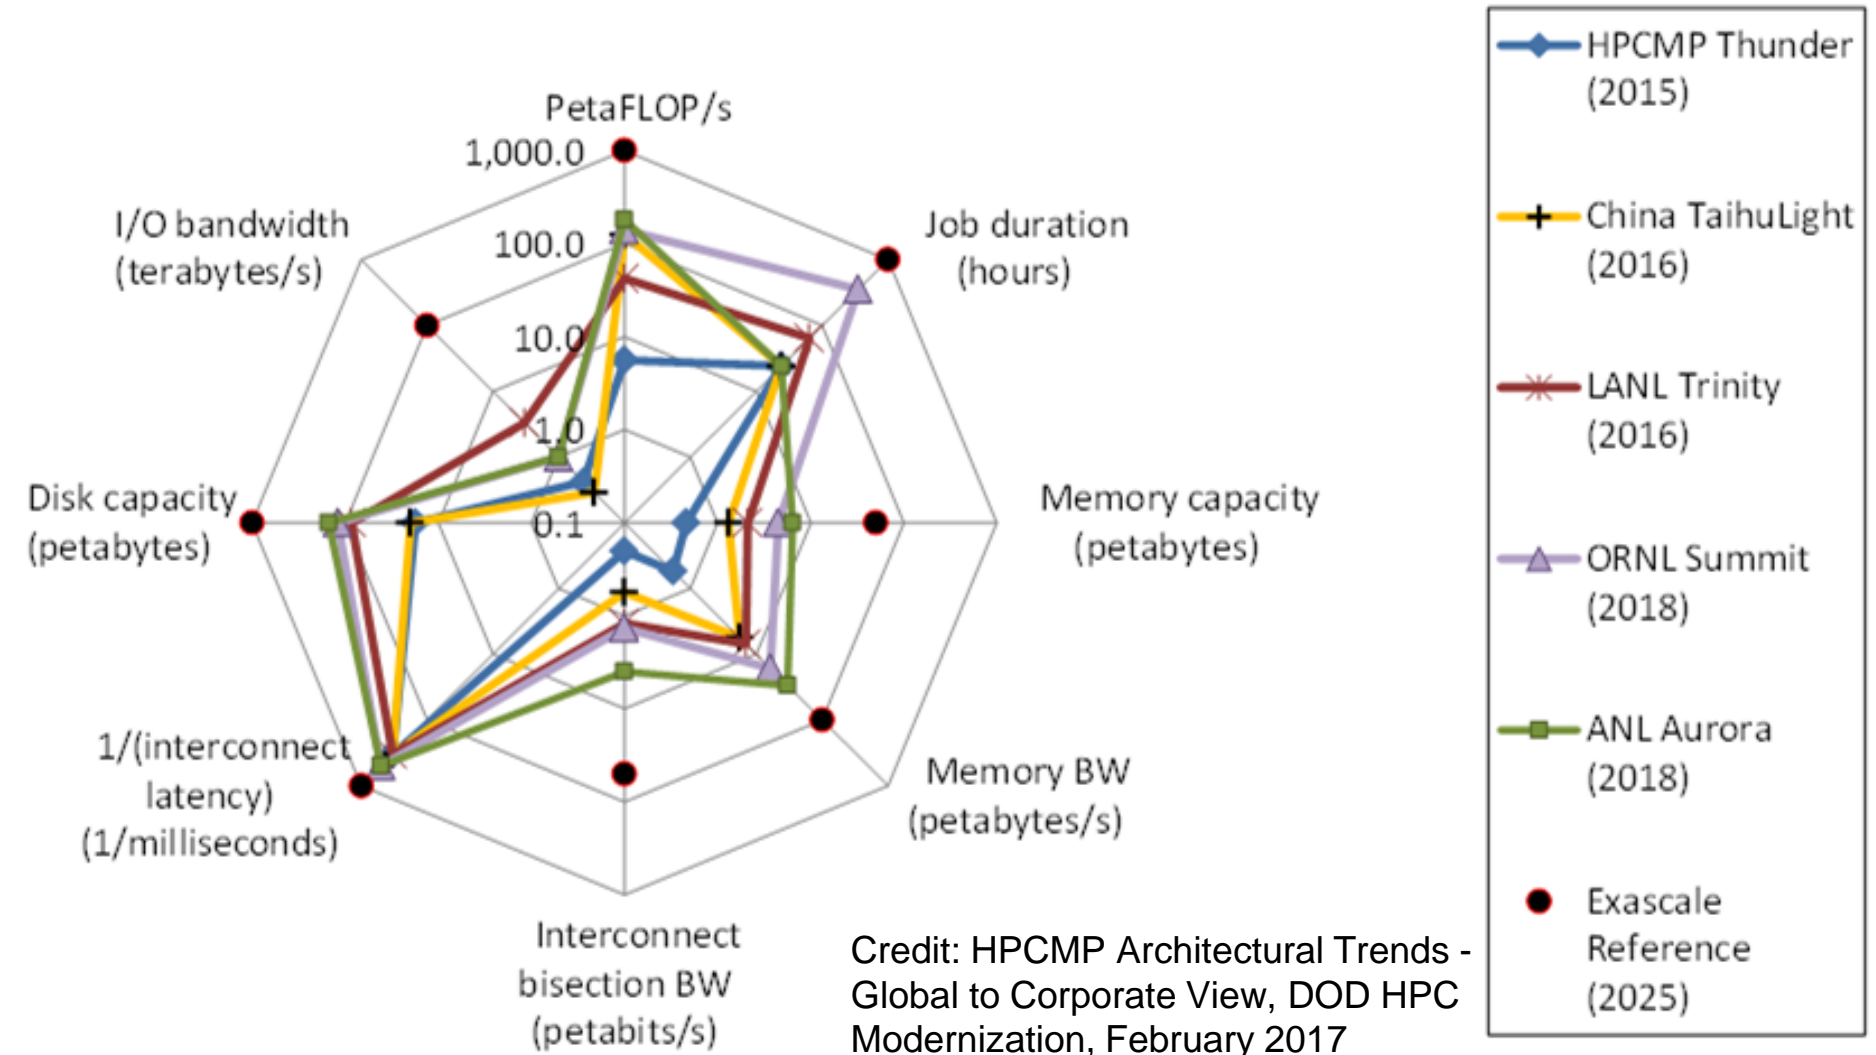 PetaFLOP/s
1,000.0
100.0
10.0
1.0
0.1
Job duration
(hours)
Memory capacity
(petabytes)
Memory BW
(petabytes/s)
Interconnect
bisection BW
(petabits/s)
1/(interconnect
latency)
(1/milliseconds)
Disk capacity
(petabytes)
I/O bandwidth
(terabytes/s)
HPCMP Thunder
(2015)
China TaihuLight
(2016)
LANL Trinity
(2016)
ORNL Summit
(2018)
ANL Aurora
(2018)
Exascale
Reference
(2025)
Credit: HPCMP Architectural Trends -
Global to Corporate View, DOD HPC
Modernization, February 2017